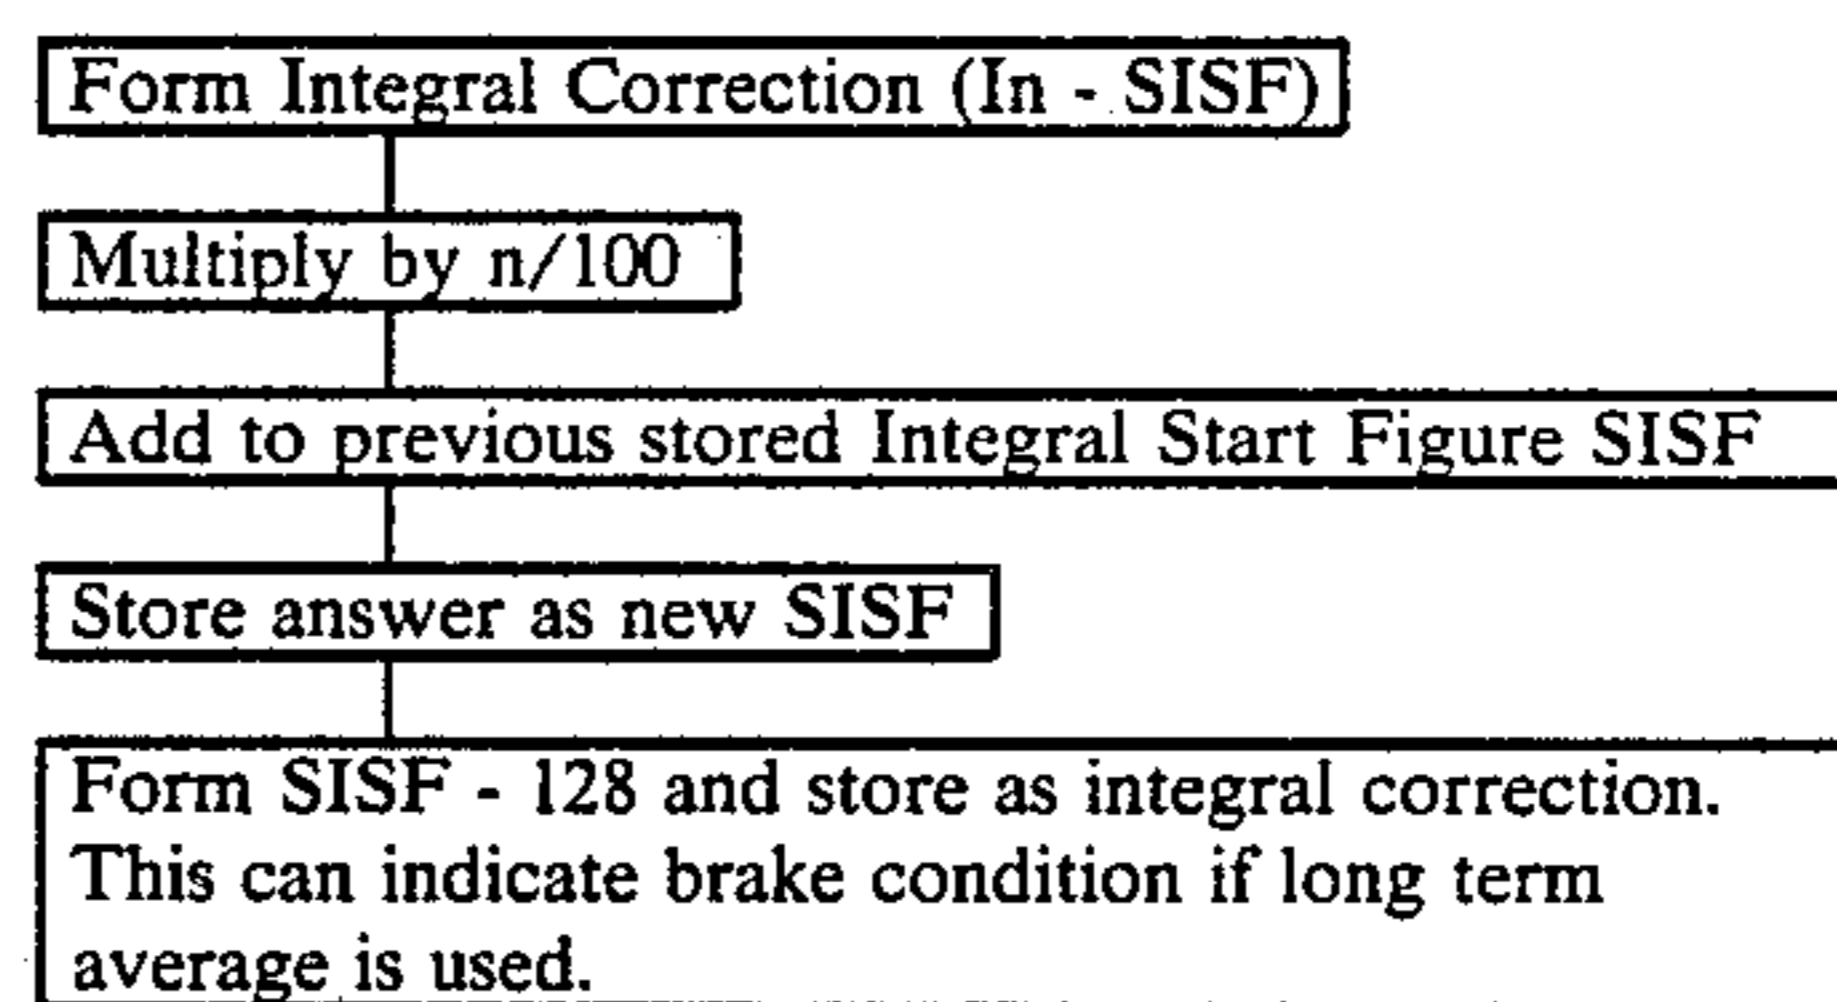 Form Integral Correction (In - SISF)
Multiply by n/100
Add to previous stored Integral Start Figure SISF
Store answer as new SISF
Form SISF - 128 and store as integral correction.
This can indicate brake condition if long term
average is used.